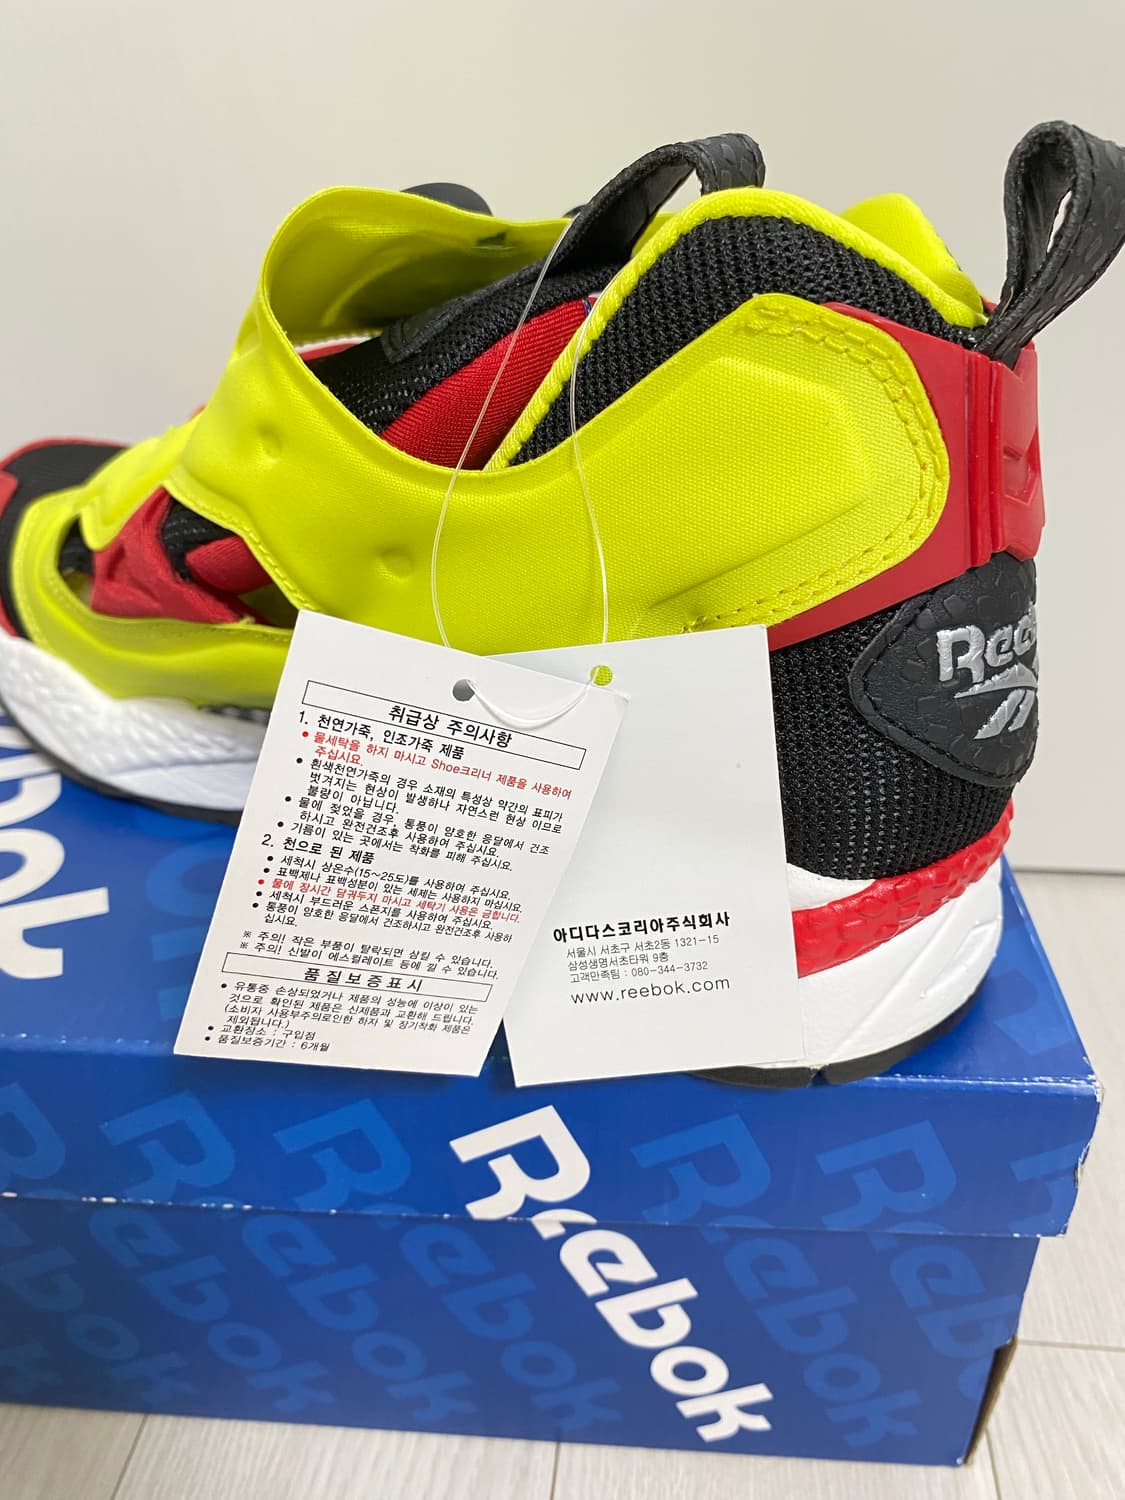 Reebok
취급상 주의사항
1. 천연가죽, 인조가죽 제품
● 물세탁을 하지 마시고 Shoe크리너 제품을 사용하여
주십시요.
● 흰색천연가죽의 경우 소재의 특성상 약간의 표피가
벗겨지는 현상이 발생하나 자연스런 현상 이므로
불량이 아닙니다.
● 물에 젖었을 경우, 통풍이 양호한 응달에서 건조
하시고 완전건조후 사용하여 주십시요.
● 기름이 있는 곳에서는 착화를 피해 주십시요.
2. 천으로 된 제품
● 세척시 상온수(15~25도)를 사용하여 주십시요.
● 표백제나 표백성분이 있는 세제는 사용하지 마십시요.
● 물에 장시간 담궈두지 마시고 세탁기 사용은 금합니다.
● 세척시 부드러운 스폰지를 사용하여 주십시요.
● 통풍이 양호한 응달에서 건조하시고 완전건조후 사용하
십시요.
※ 주의! 작은 부품이 탈락되면 삼킬 수 있습니다.
※ 주의! 신발이 에스컬레이트 등에 낄 수 있습니다.
품질보증표시
● 유통중 손상되었거나 제품의 성능에 이상이 있는
것으로 확인된 제품은 신제품과 교환해 드립니다.
(소비자 사용부주의로인한 하자 및 장기착화 제품은
제외됩니다.)
● 교환장소 : 구입점
● 품질보증기간 : 6개월
아디다스코리아주식회사
서울시 서초구 서초2동 1321-15
삼성생명서초타워 9층
고객만족팀 : 080-344-3732
www.reebok.com
Reebok